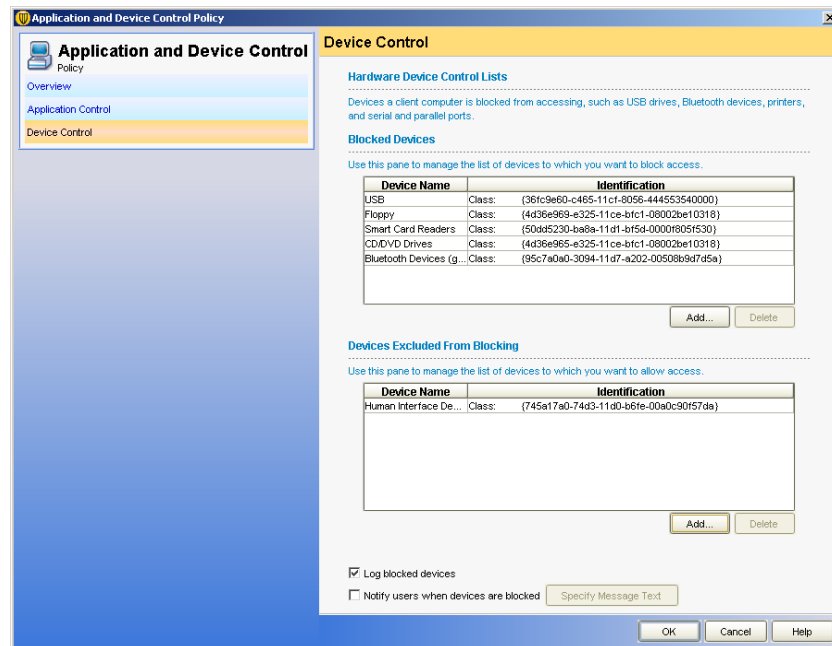 Application and Device Control Policy
Application and Device Control
Policy
Overview
Application Control
Device Control
Device Control
Hardware Device Control Lists
Devices a client computer is blocked from accessing, such as USB drives, Bluetooth devices, printers,
and serial and parallel ports.
Blocked Devices
Use this pane to manage the list of devices to which you want to block access.
Device Name Identification
USB Class: {36fc9e60-c465-11cf-8056-444553540000}
Floppy Class: {4d36e969-e325-11ce-bfc1-08002be10318}
Smart Card Readers Class: {50dd5230-ba8a-11d1-bf5d-0000f805f530}
CD/DVD Drives Class: {4d36e965-e325-11ce-bfc1-08002be10318}
Bluetooth Devices (g... Class: {95c7a0a0-3094-11d7-a202-00508b9d7d5a}
Add... Delete
Devices Excluded From Blocking
Use this pane to manage the list of devices to which you want to allow access.
Device Name Identification
Human Interface De... Class: {745a17a0-74d3-11d0-b6fe-00a0c90f57da}
Add... Delete
Log blocked devices
Notify users when devices are blocked Specify Message Text
OK Cancel Help